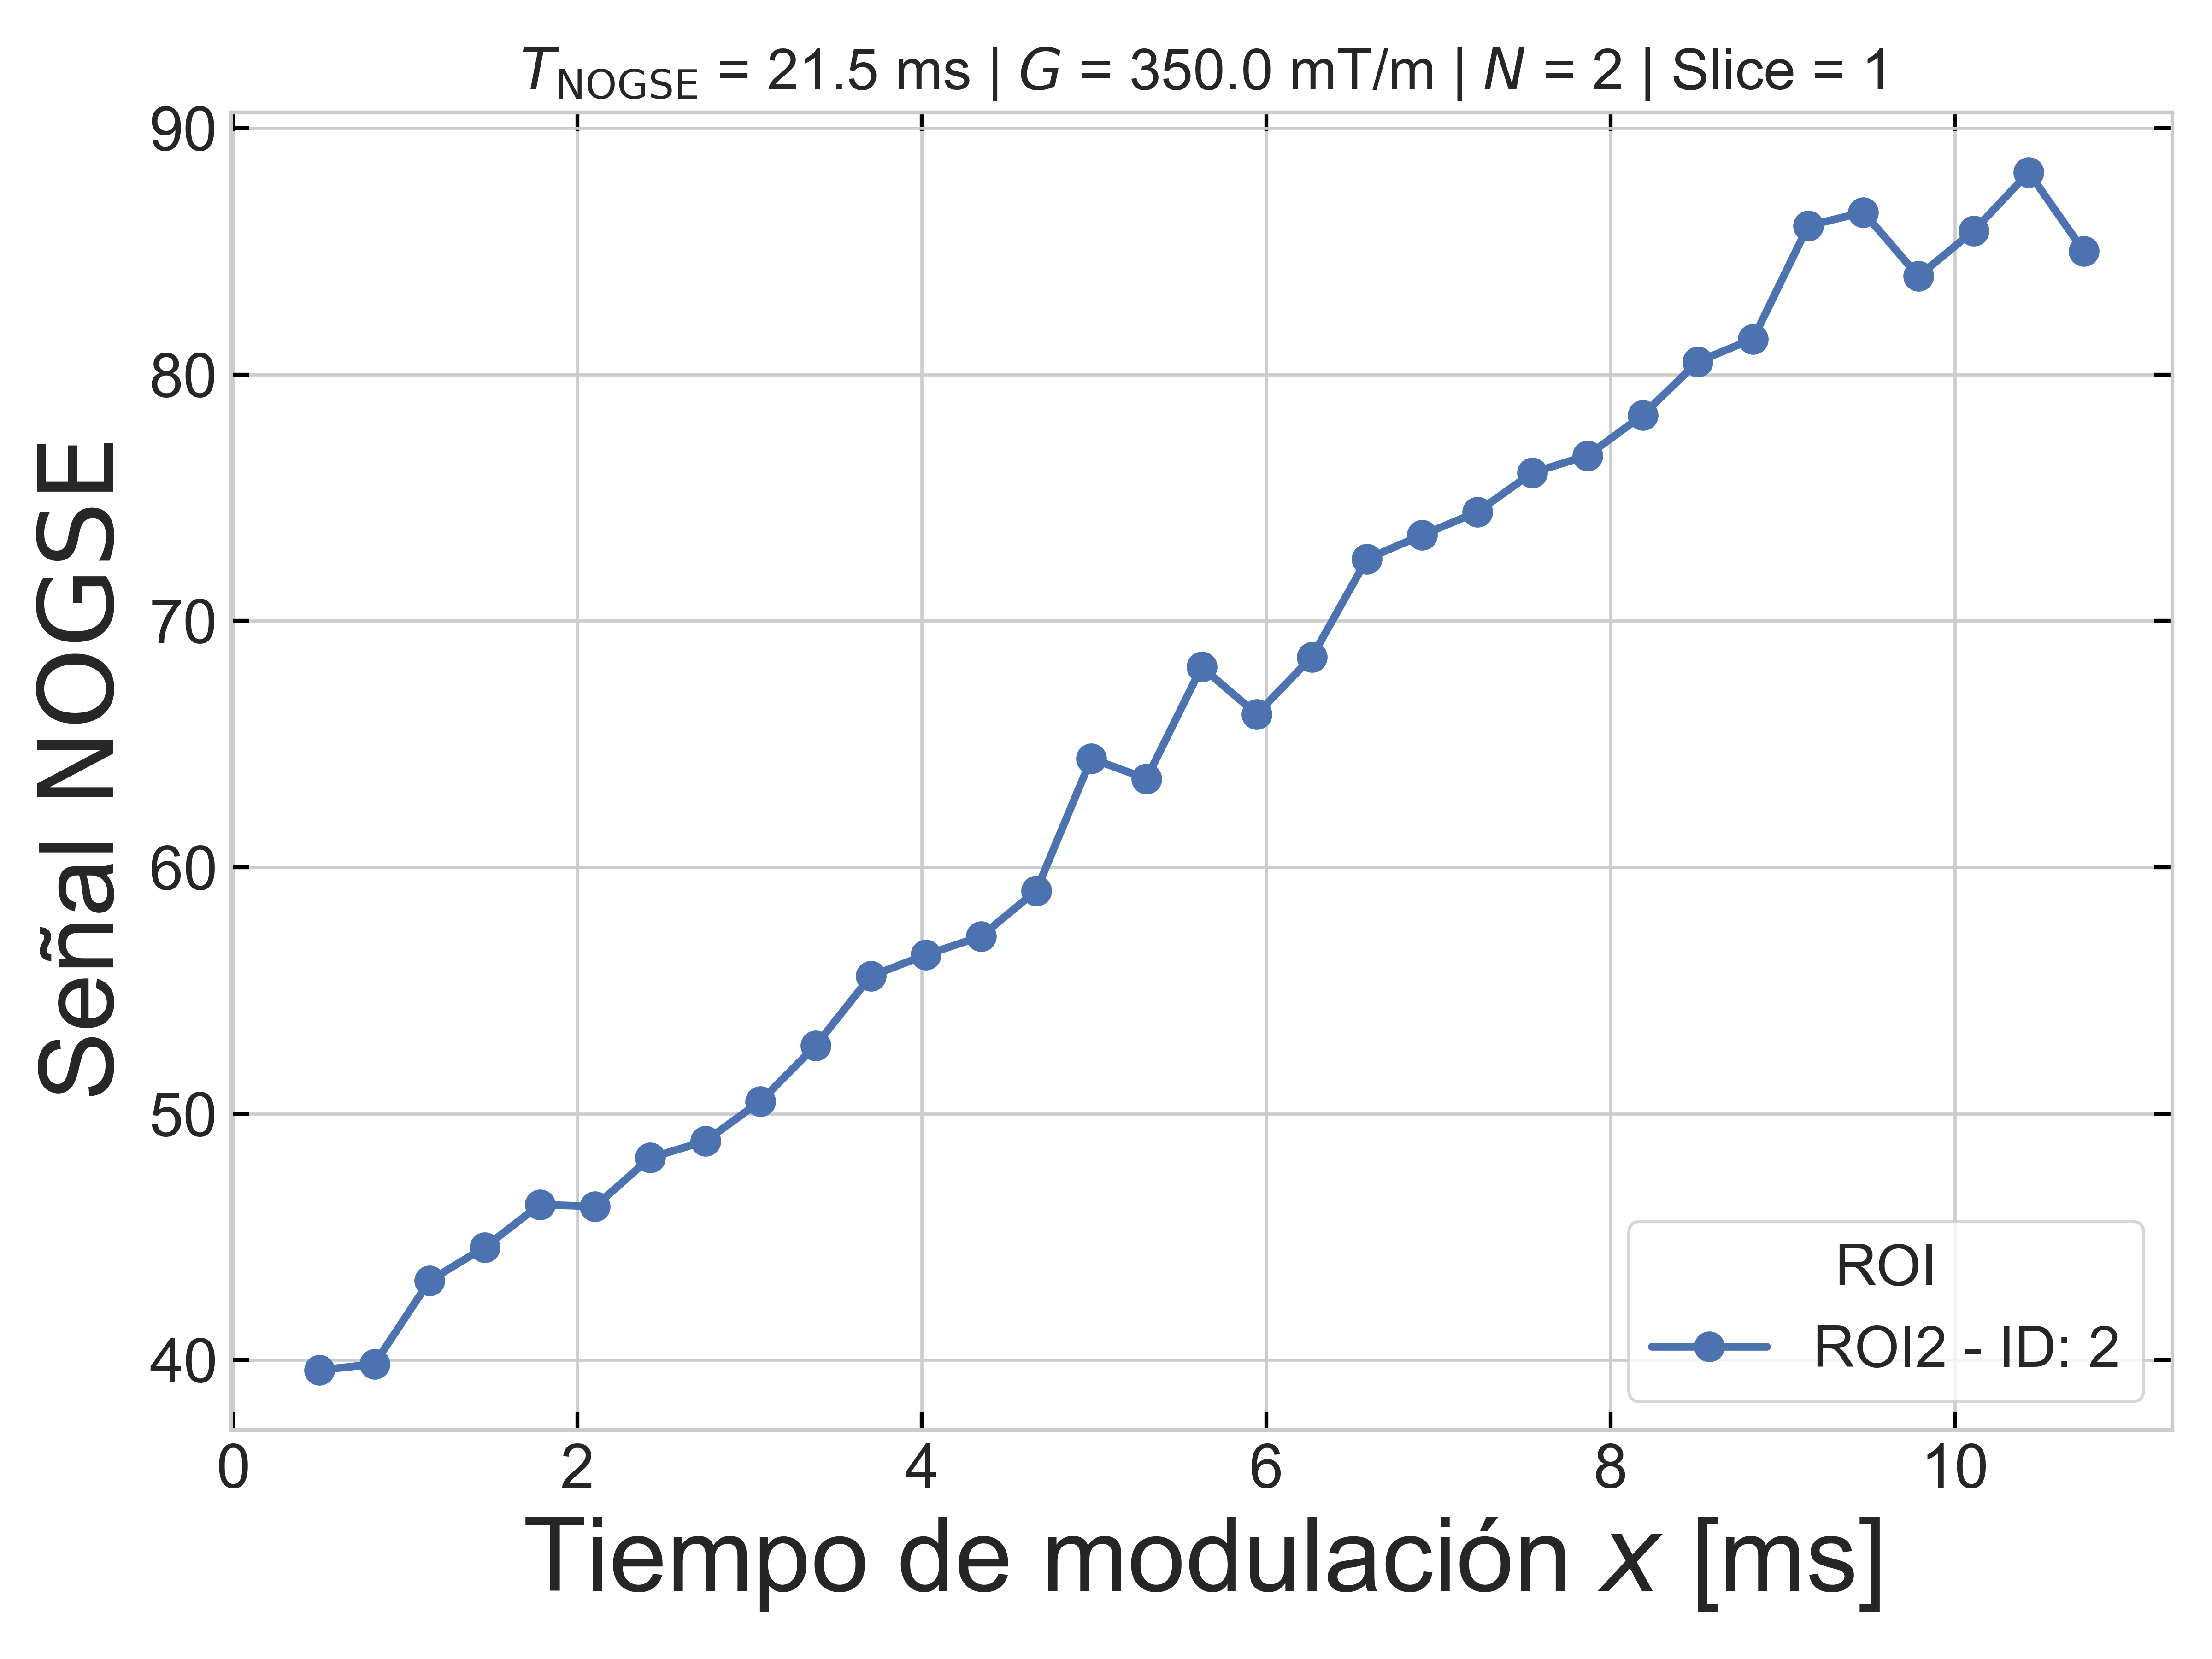 T_NOGSE = 21.5 ms | G = 350.0 mT/m | N = 2 | Slice = 1
90
80
70
60
50
40
Señal NOGSE
ROI
ROI2 - ID: 2
0 2 4 6 8 10
Tiempo de modulación x [ms]